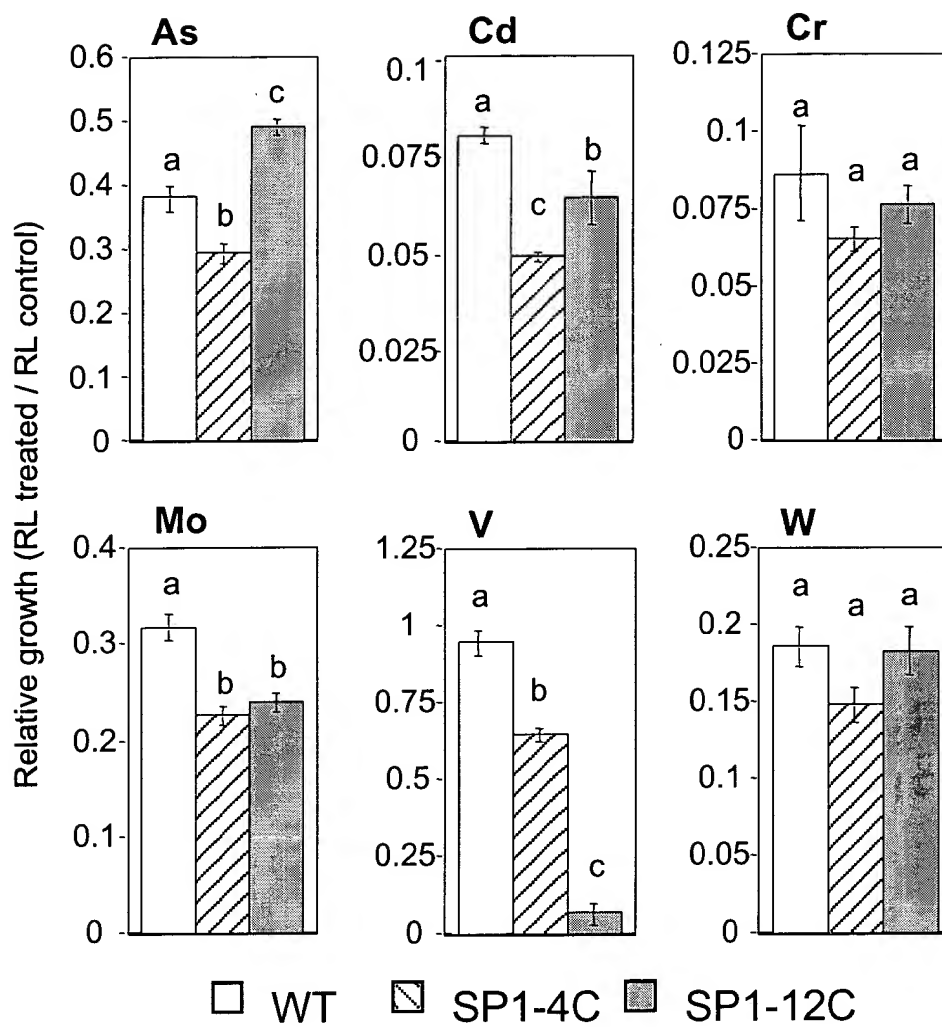 Relative growth (RL treated / RL control)
As
0.6
0.5
0.4
0.3
0.2
0.1
0
a
b
c
Cd
0.1
0.075
0.05
0.025
0
a
c
b
Cr
0.125
0.1
0.075
0.05
0.025
0
a
a
a
Mo
0.4
0.3
0.2
0.1
0
a
b
b
V
1.25
1
0.75
0.5
0.25
0
a
b
c
W
0.25
0.2
0.15
0.1
0.05
0
a
a
a
WT SP1-4C SP1-12C